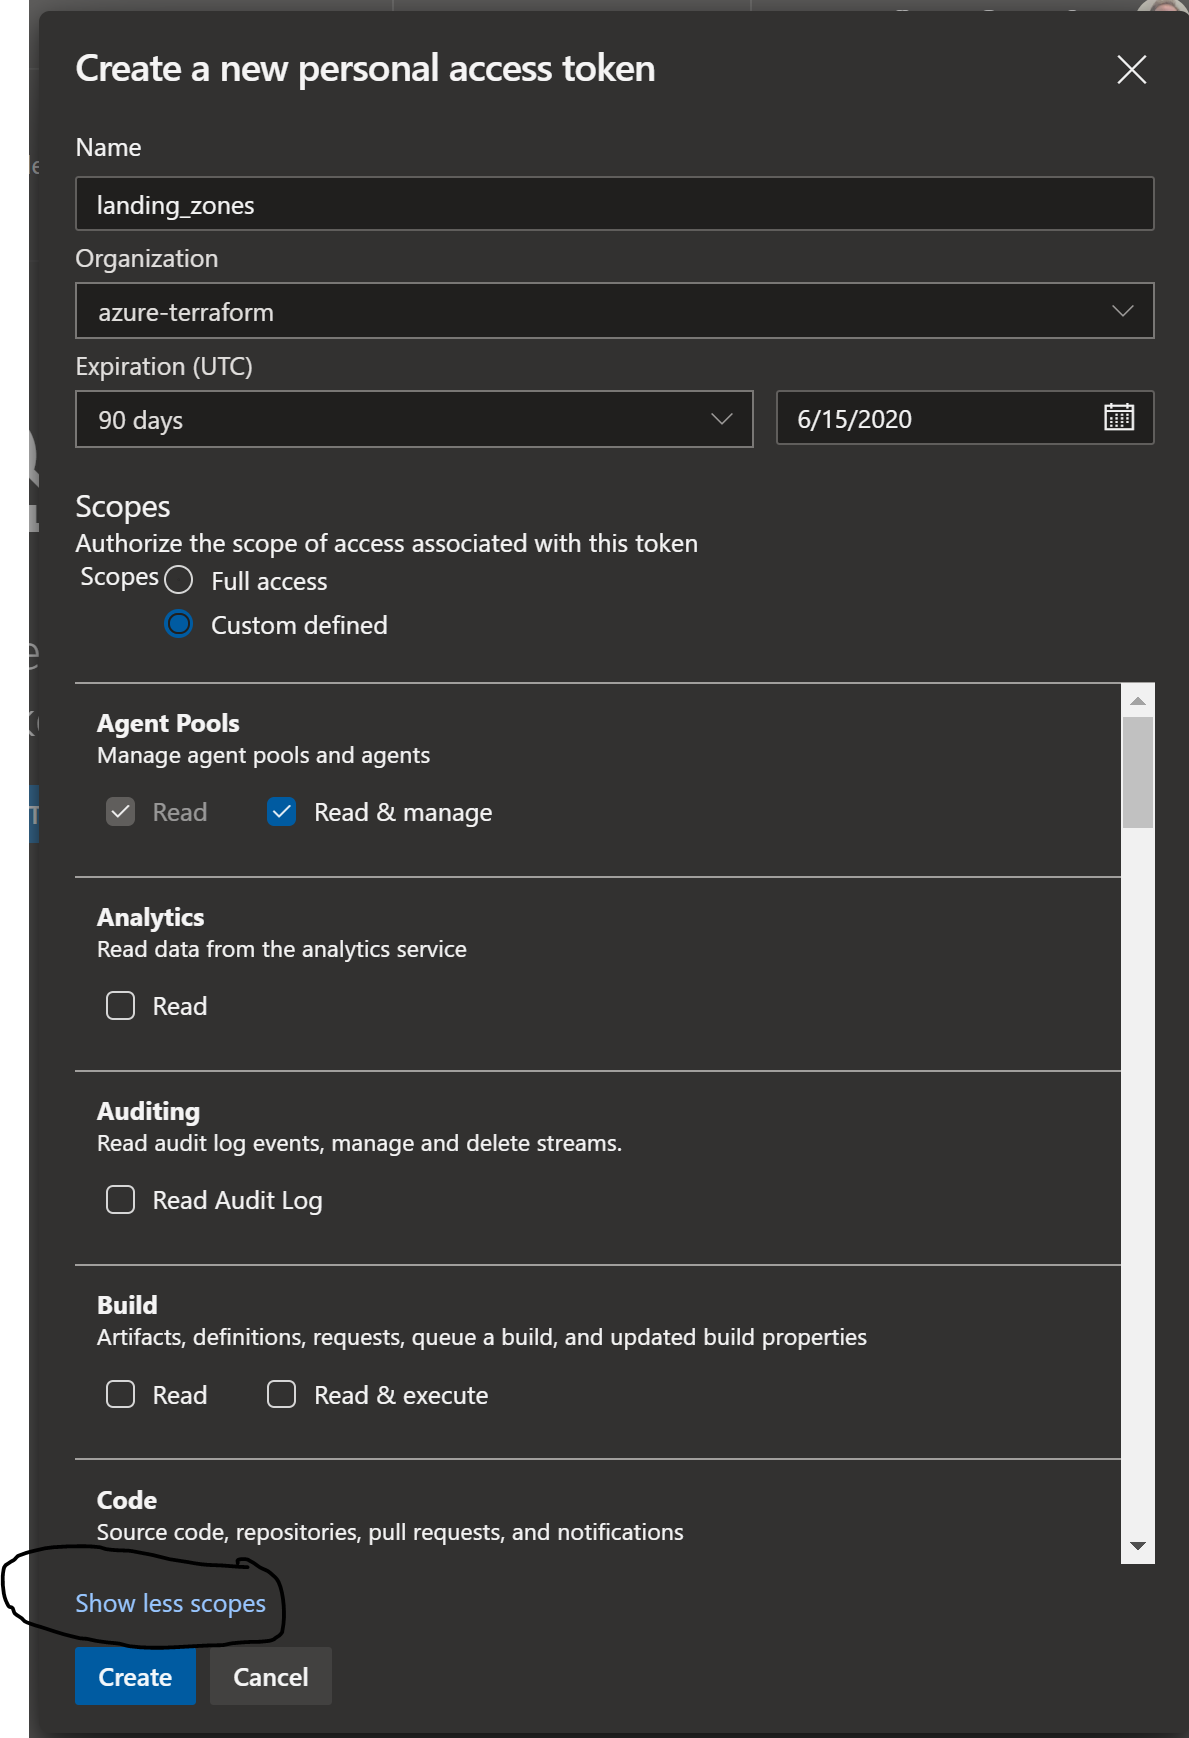 Create a new personal access token
Name
landing_zones
Organization
azure-terraform
Expiration (UTC)
90 days
6/15/2020
Scopes
Authorize the scope of access associated with this token
Scopes
Full access
Custom defined
Agent Pools
Manage agent pools and agents
Read
Read & manage
Analytics
Read data from the analytics service
Read
Auditing
Read audit log events, manage and delete streams.
Read Audit Log
Build
Artifacts, definitions, requests, queue a build, and updated build properties
Read
Read & execute
Code
Source code, repositories, pull requests, and notifications
Show less scopes
Create
Cancel